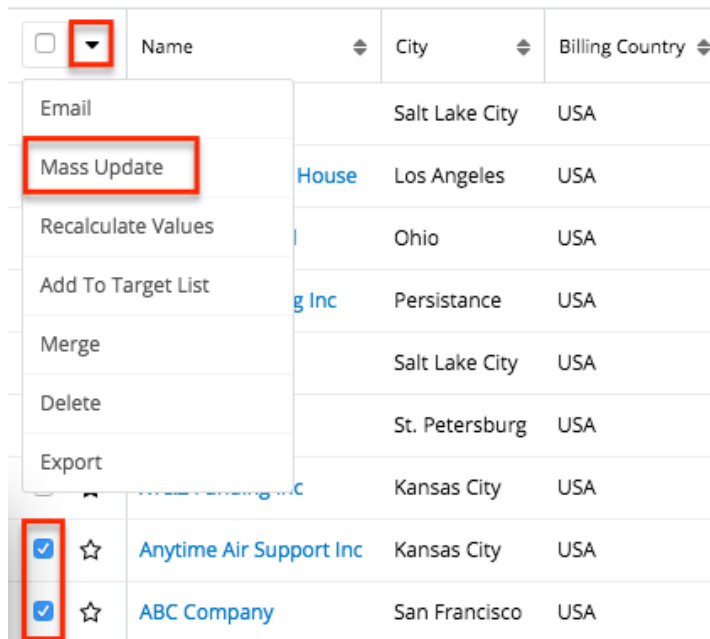 Name City Billing Country
Email
Salt Lake City USA
Mass Update
House Los Angeles USA
Recalculate Values
Ohio USA
Add To Target List
g Inc Persistance USA
Merge
Salt Lake City USA
Delete
St. Petersburg USA
Export
Kansas City USA
Anytime Air Support Inc Kansas City USA
ABC Company San Francisco USA